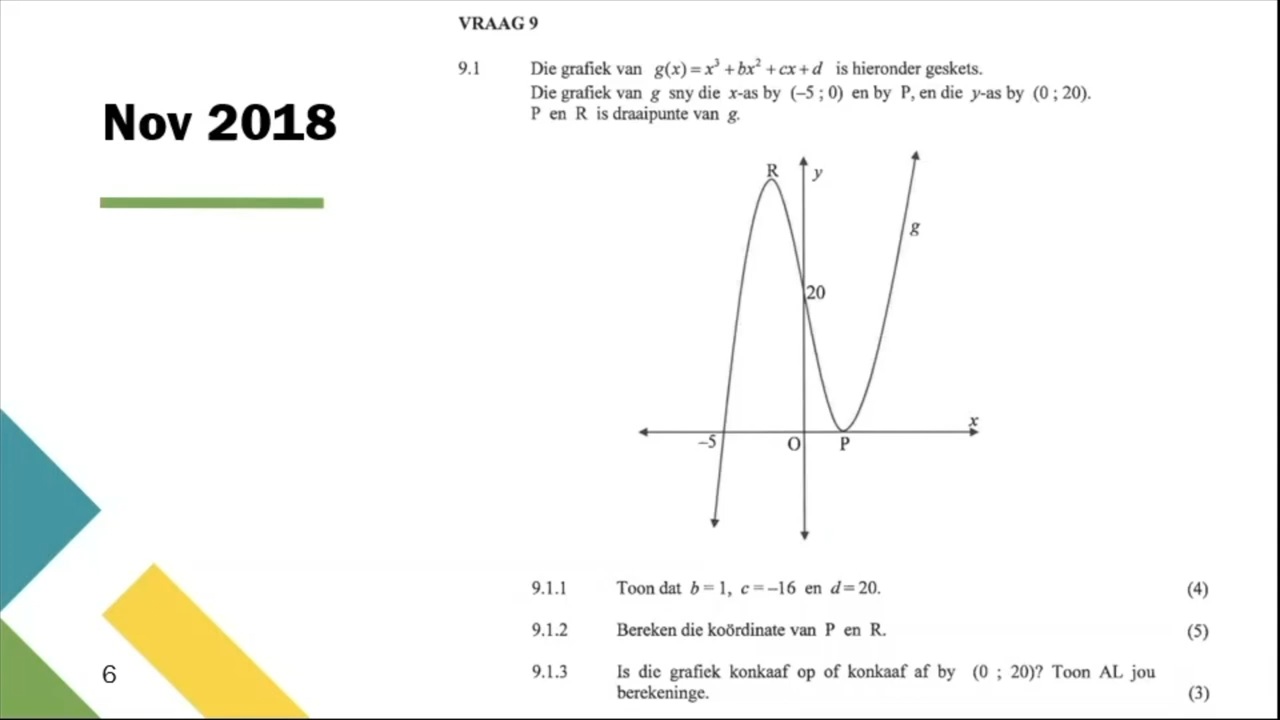 Nov 2018
6
VRAAG 9
9.1 Die grafiek van g(x) = x³ + bx² + cx + d is hieronder geskets.
Die grafiek van g sny die x-as by (–5 ; 0) en by P, en die y-as by (0 ; 20).
P en R is draaipunte van g.
R
y
g
20
x
–5
O
P
9.1.1 Toon dat b = 1, c = –16 en d = 20. (4)
9.1.2 Bereken die koördinate van P en R. (5)
9.1.3 Is die grafiek konkaaf op of konkaaf af by (0 ; 20)? Toon AL jou
berekeninge. (3)